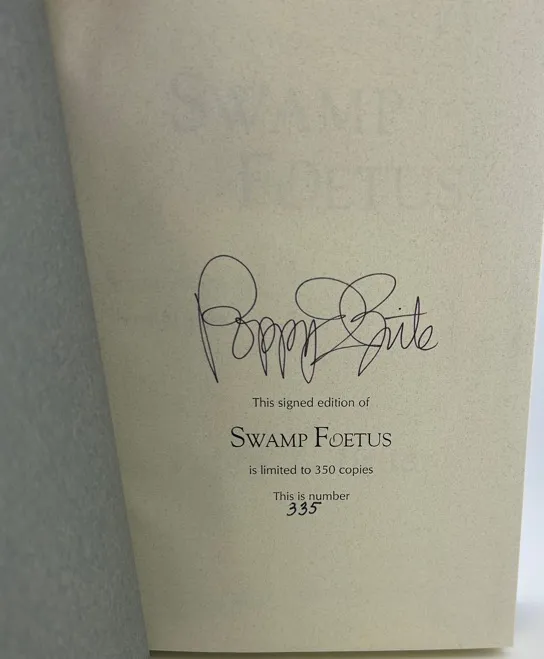 SWAMP
FOETUS
Poppy Z Brite
This signed edition of
SWAMP FOETUS
is limited to 350 copies
This is number
335